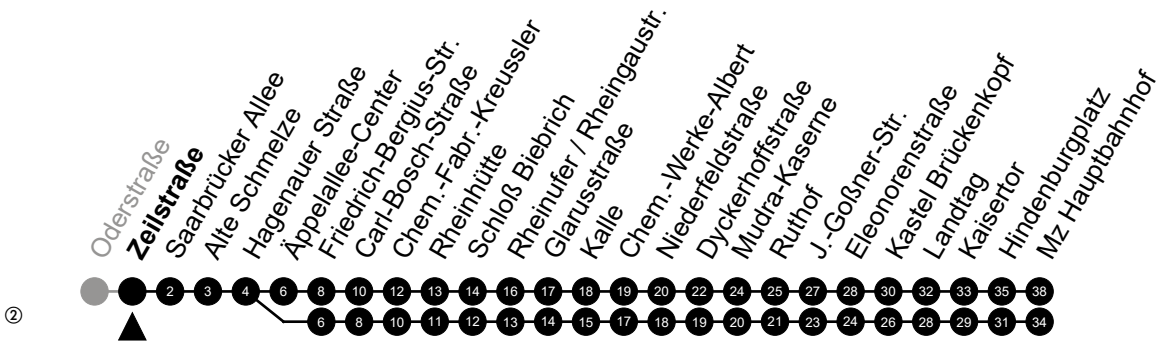 Oderstraße
Zeilstraße
Saarbrücker Allee
Alte Schmelze
Hagenauer Straße
Äppelallee-Center
Friedrich-Bergius-Str.
Carl-Bosch-Straße
Chem.-Fabr.-Kreussler
Rheinhütte
Schloß Biebrich
Rheinufer / Rheingaustr.
Glarusstraße
Kalle
Chem.-Werke-Albert
Niederfeldstraße
Dyckerhoffstraße
Mudra-Kaserne
Ruthof
J.-Goßner-Str.
Eleonorenstraße
Kastel Brückenkopf
Landtag
Kaisertor
Hindenburgplatz
Mz Hauptbahnhof
2 3 4 6 8 10 12 13 14 16 17 18 19 20 22 24 25 27 28 30 32 33 35 38
② 6 8 10 11 12 13 14 15 17 18 19 20 21 23 24 26 28 29 31 34